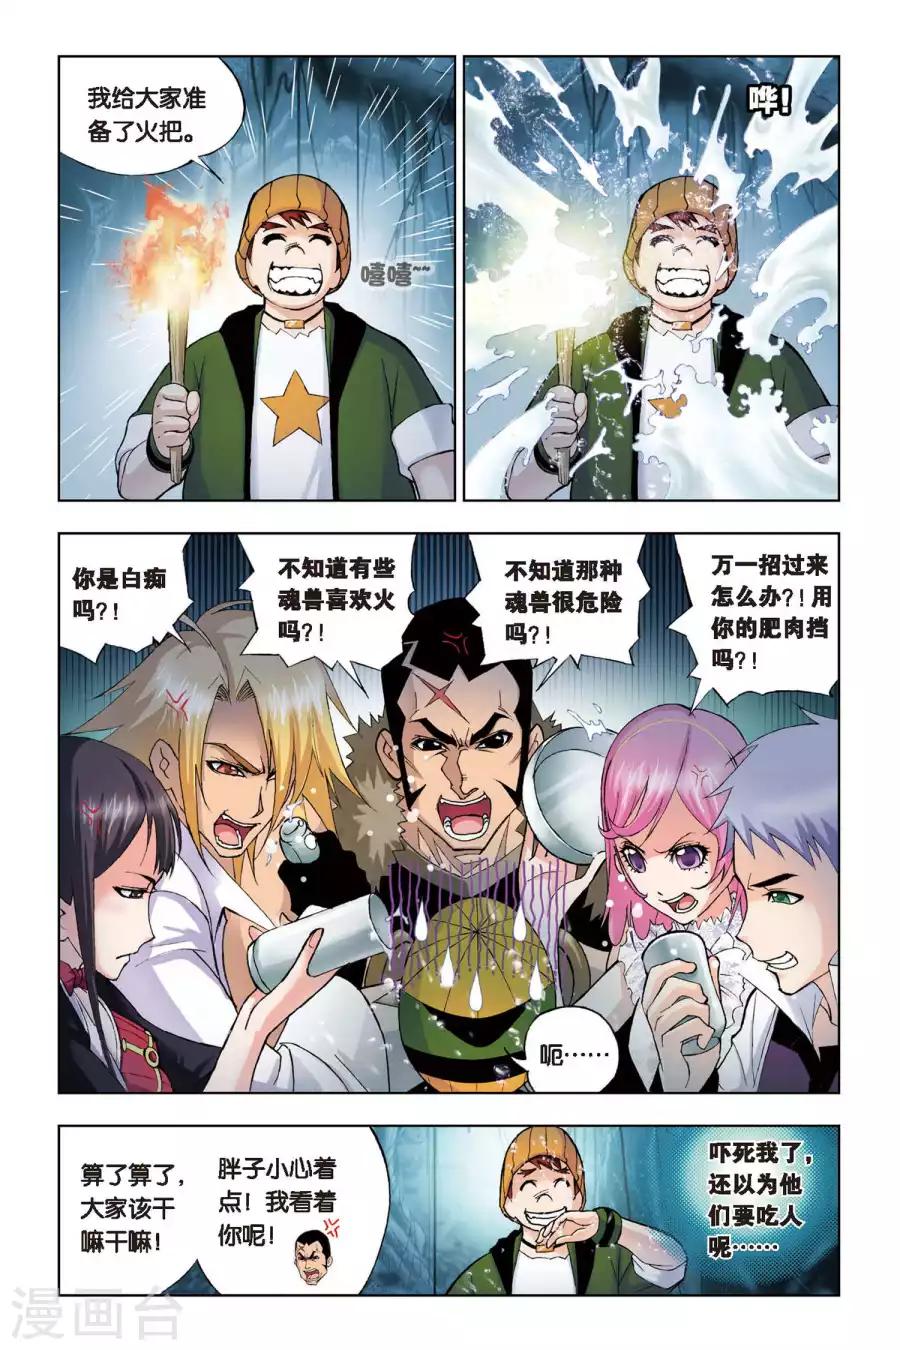 我给大家准
备了火把。
嘻嘻~~
哗！
你是白痴
吗？！
不知道有些
魂兽喜欢火
吗？！
不知道那种
魂兽很危险
吗？！
万一招过来
怎么办？！用
你的肥肉挡
吗？！
呃……
算了算了，
大家该干
嘛干嘛！
胖子小心着
点！我看着
你呢！
吓死我了，
还以为他
们要吃人
呢……
漫画台